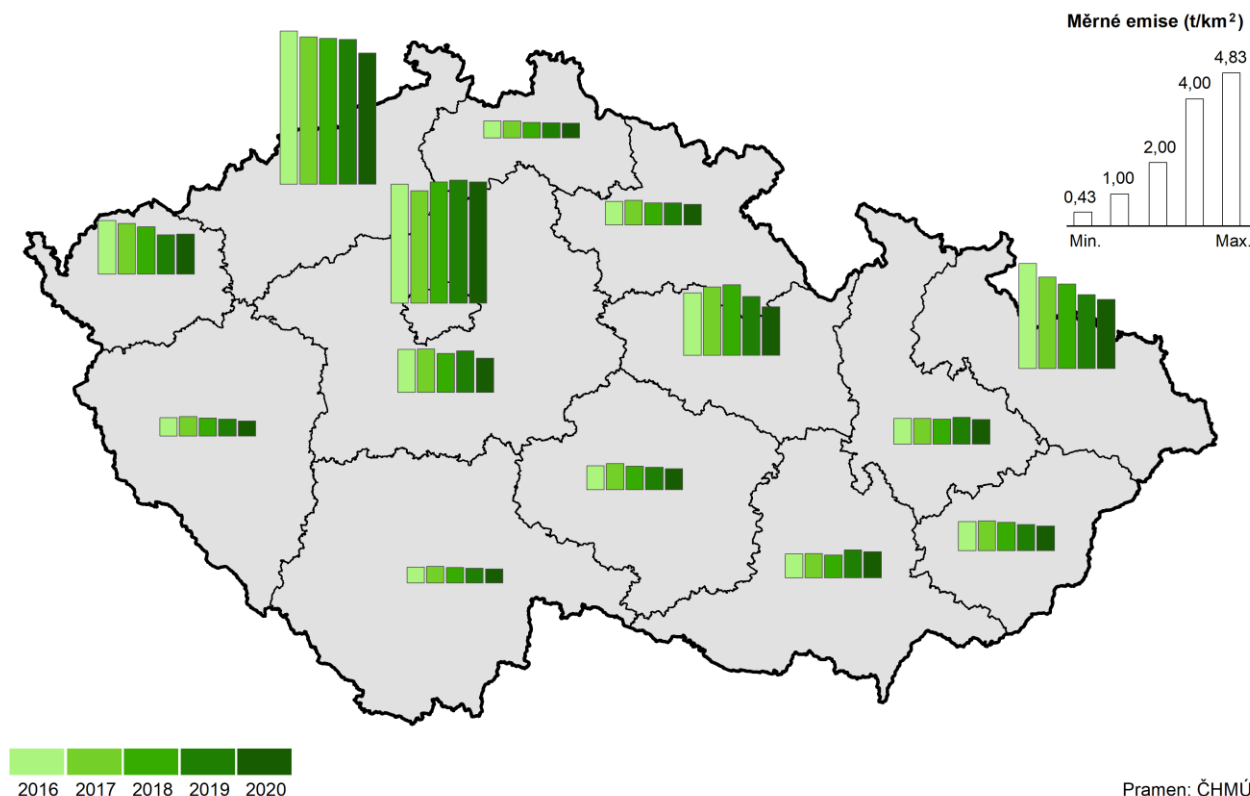 Měrné emise (t/km²)
4,83
4,00
2,00
1,00
0,43
Min. Max.
2016 2017 2018 2019 2020
Pramen: ČHMÚ